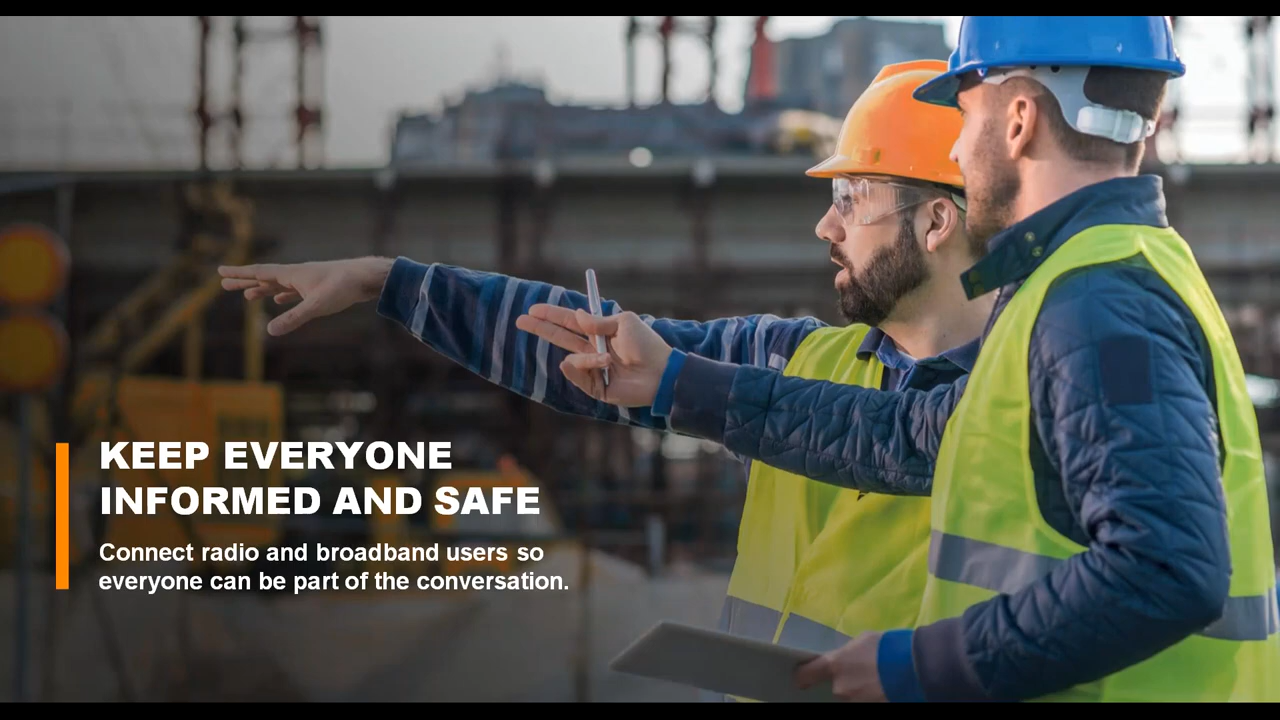 KEEP EVERYONE
INFORMED AND SAFE
Connect radio and broadband users so
everyone can be part of the conversation.